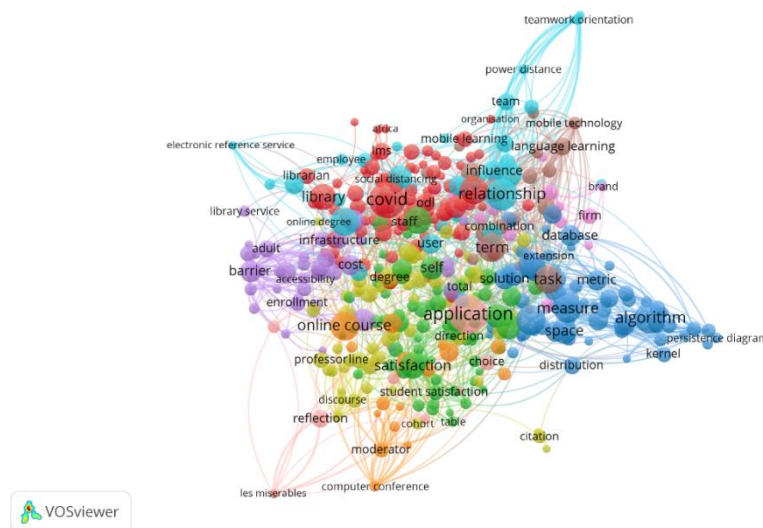 teamwork orientation
power distance
team
organisation
mobile technology
africa
mobile learning
language learning
electronic reference service
lms
employee
social distancing
influence
librarian
brand
library
covid
odl
relationship
library service
online degree
staff
combination
firm
infrastructure
user
term
database
adult
extension
barrier
accessibility
cost
degree
self
solution
task
metric
enrollment
total
online course
application
measure
algorithm
space
direction
persistence diagram
professor
line
satisfaction
choice
distribution
kernel
discourse
student satisfaction
reflection
cohort
table
citation
moderator
les miserables
computer conference
VOSviewer